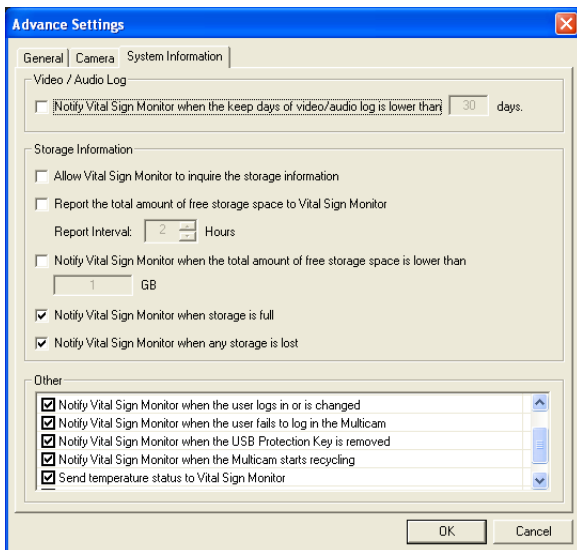 Advance Settings
General Camera System Information
Video / Audio Log
Notify Vital Sign Monitor when the keep days of video/audio log is lower than 30 days.
Storage Information
Allow Vital Sign Monitor to inquire the storage information
Report the total amount of free storage space to Vital Sign Monitor
Report Interval: 2 Hours
Notify Vital Sign Monitor when the total amount of free storage space is lower than
1 GB
Notify Vital Sign Monitor when storage is full
Notify Vital Sign Monitor when any storage is lost
Other
Notify Vital Sign Monitor when the user logs in or is changed
Notify Vital Sign Monitor when the user fails to log in the Multicam
Notify Vital Sign Monitor when the USB Protection Key is removed
Notify Vital Sign Monitor when the Multicam starts recycling
Send temperature status to Vital Sign Monitor
OK Cancel